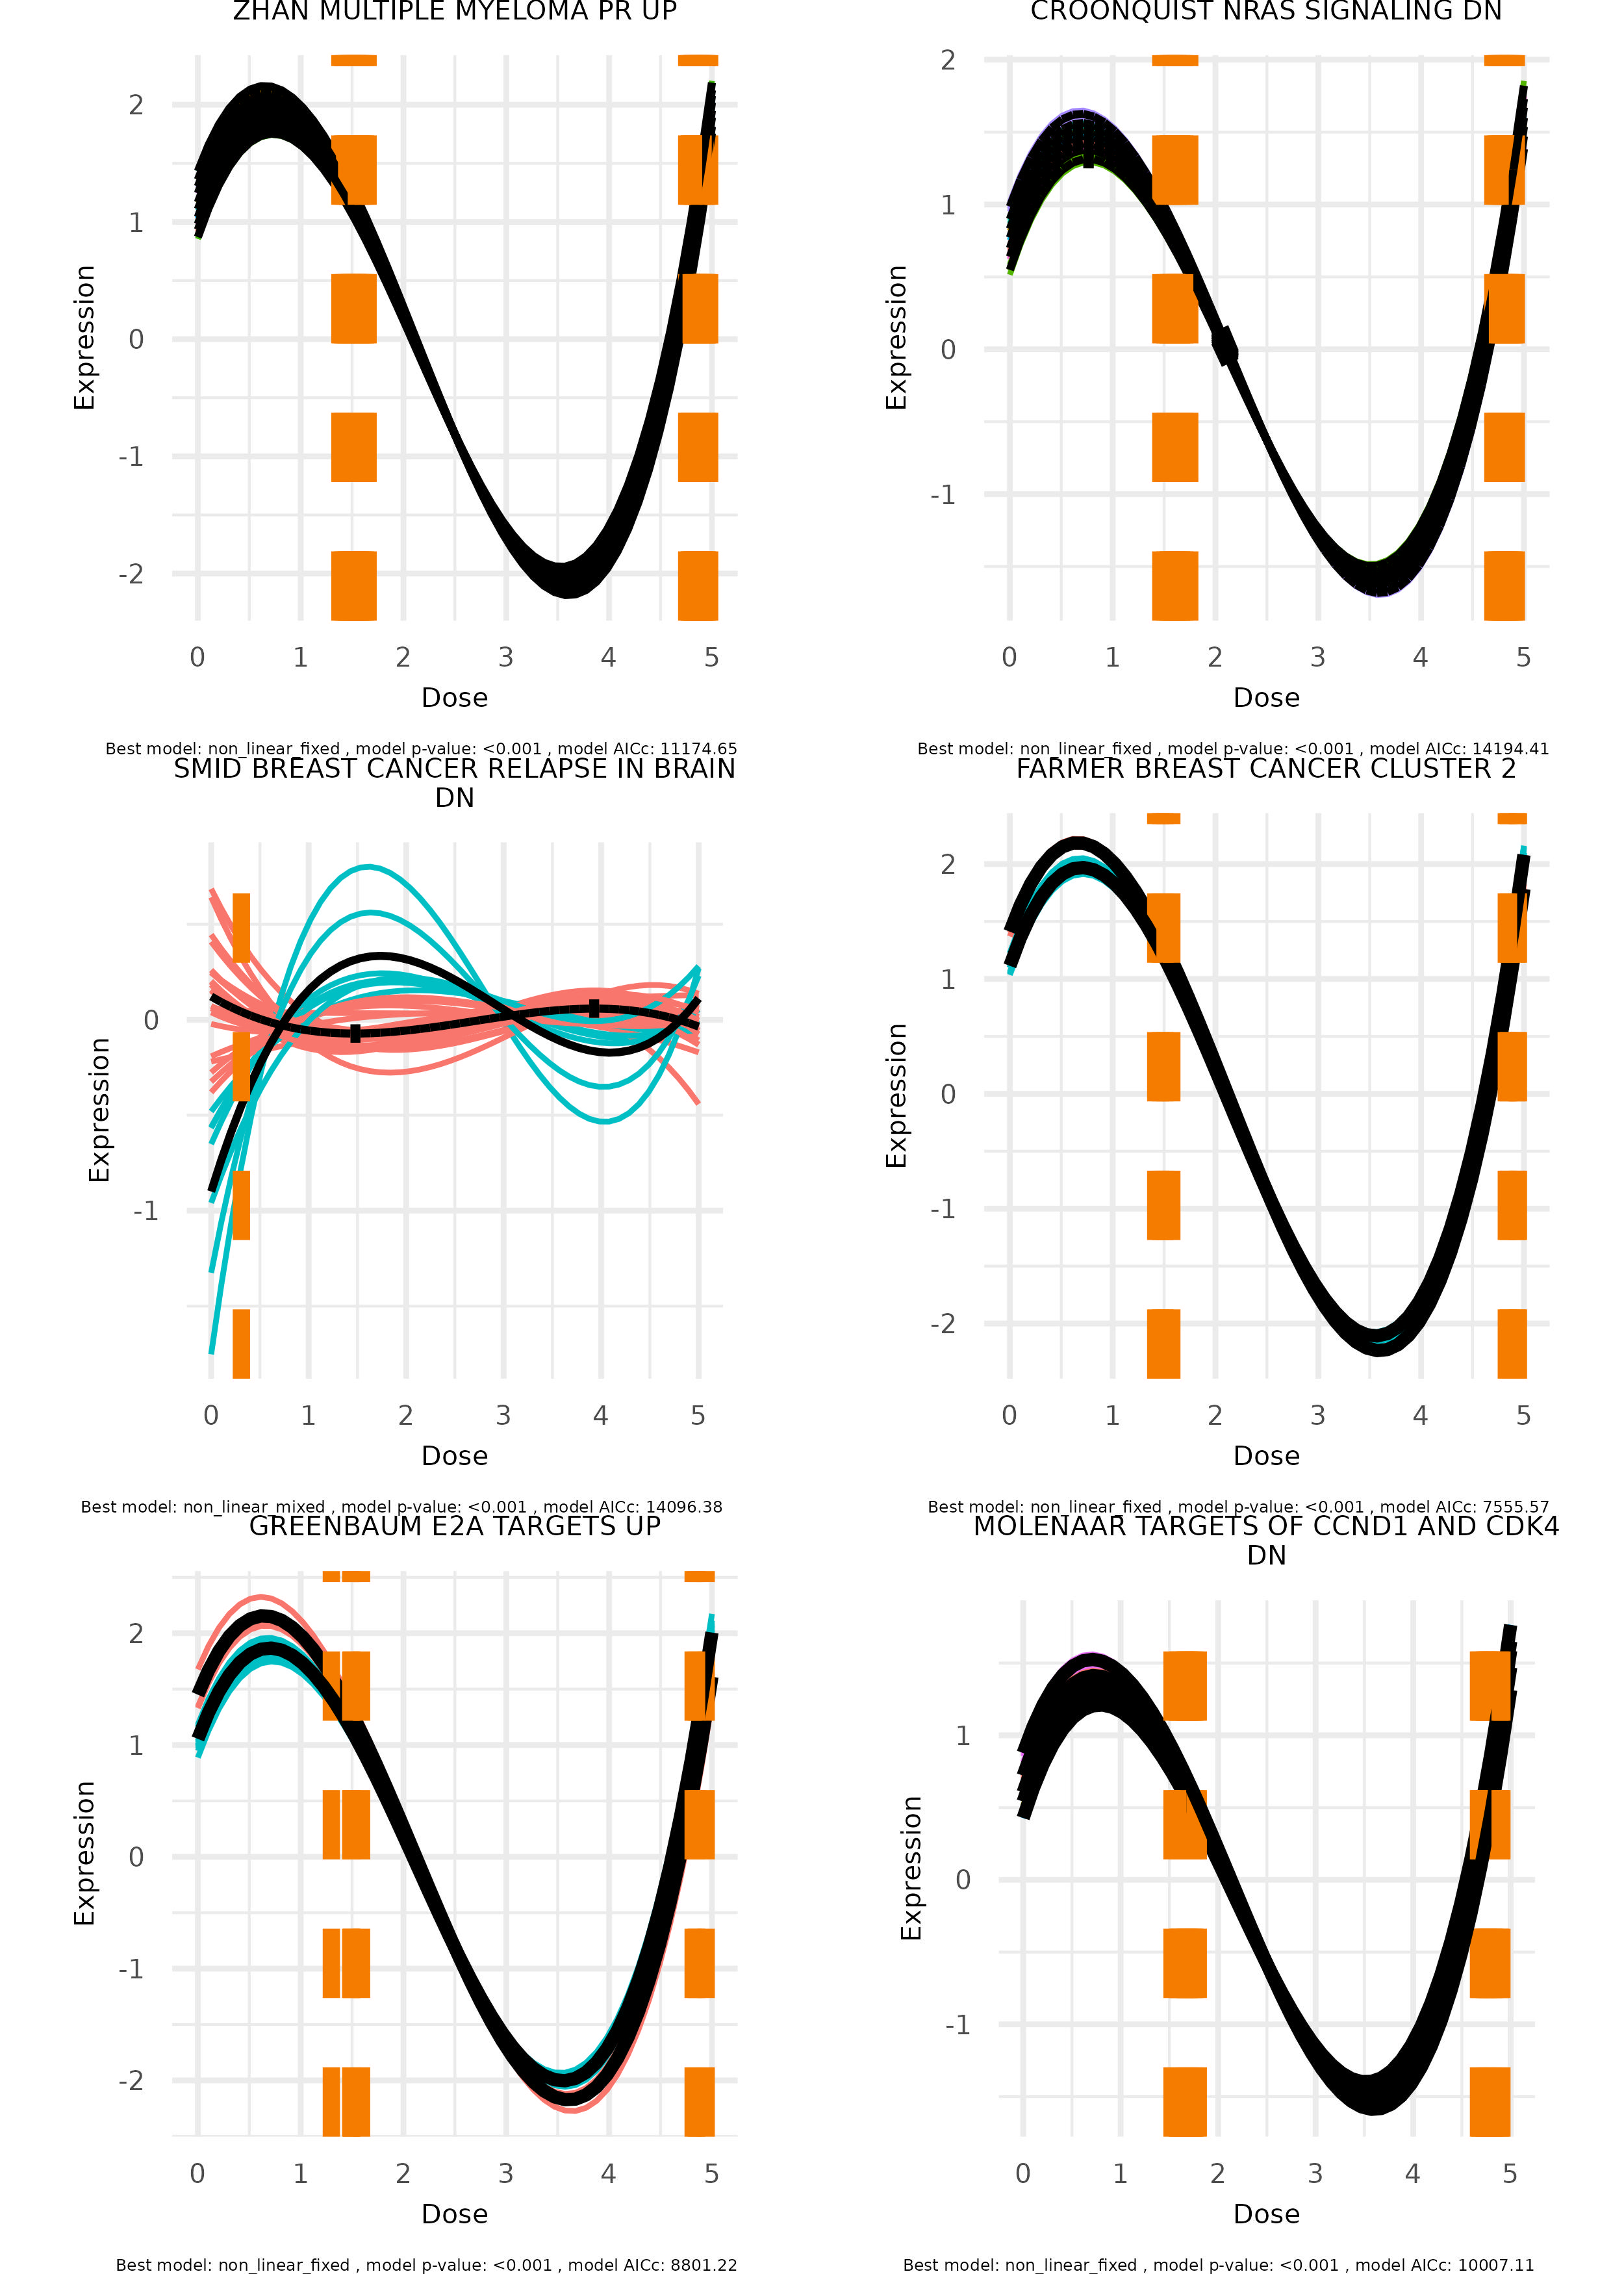 ZHAN MULTIPLE MYELOMA PR UP
2
1
0
-1
-2
Expression
0 1 2 3 4 5
Dose
Best model: non_linear_fixed , model p-value: <0.001 , model AICc: 11174.65
CROONQUIST NRAS SIGNALING DN
2
1
0
-1
Expression
0 1 2 3 4 5
Dose
Best model: non_linear_fixed , model p-value: <0.001 , model AICc: 14194.41
SMID BREAST CANCER RELAPSE IN BRAIN
DN
0
-1
Expression
0 1 2 3 4 5
Dose
Best model: non_linear_mixed , model p-value: <0.001 , model AICc: 14096.38
FARMER BREAST CANCER CLUSTER 2
2
1
0
-1
-2
Expression
0 1 2 3 4 5
Dose
Best model: non_linear_fixed , model p-value: <0.001 , model AICc: 7555.57
GREENBAUM E2A TARGETS UP
2
1
0
-1
-2
Expression
0 1 2 3 4 5
Dose
Best model: non_linear_fixed , model p-value: <0.001 , model AICc: 8801.22
MOLENAAR TARGETS OF CCND1 AND CDK4
DN
1
0
-1
Expression
0 1 2 3 4 5
Dose
Best model: non_linear_fixed , model p-value: <0.001 , model AICc: 10007.11